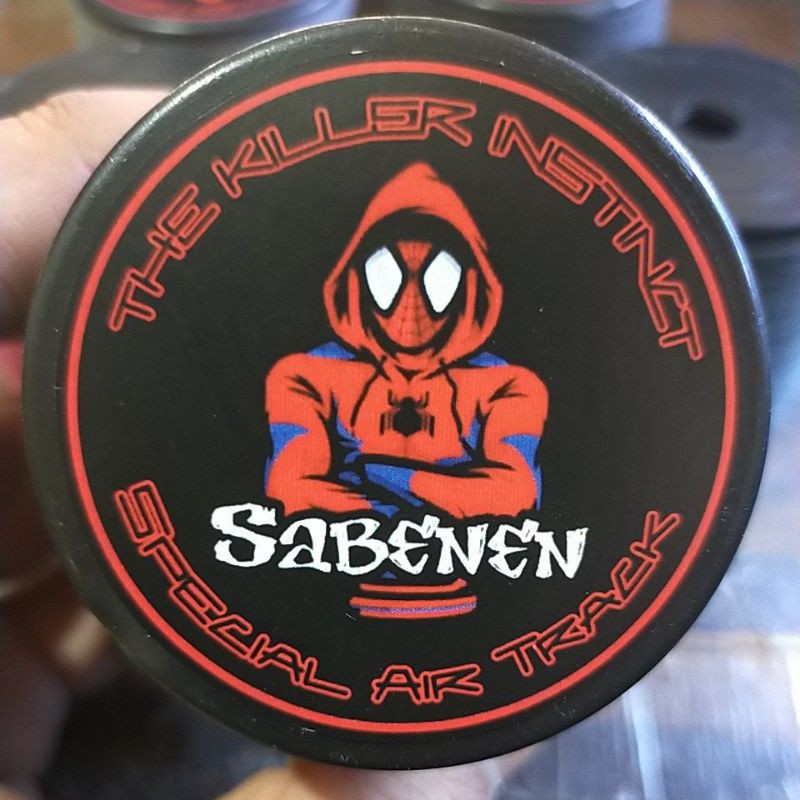 THE KILLER INSTINCT
SABENEN
SPECIAL AIR TRACK